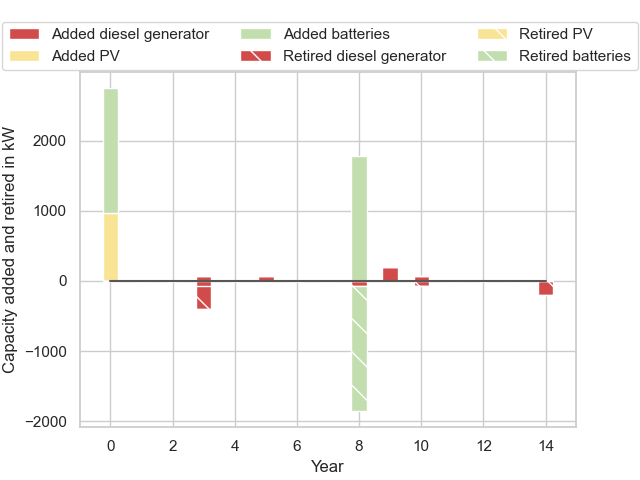 Added diesel generator Added batteries Retired PV
Added PV Retired diesel generator Retired batteries
Capacity added and retired in kW
2000
1000
0
−1000
−2000
0 2 4 6 8 10 12 14
Year